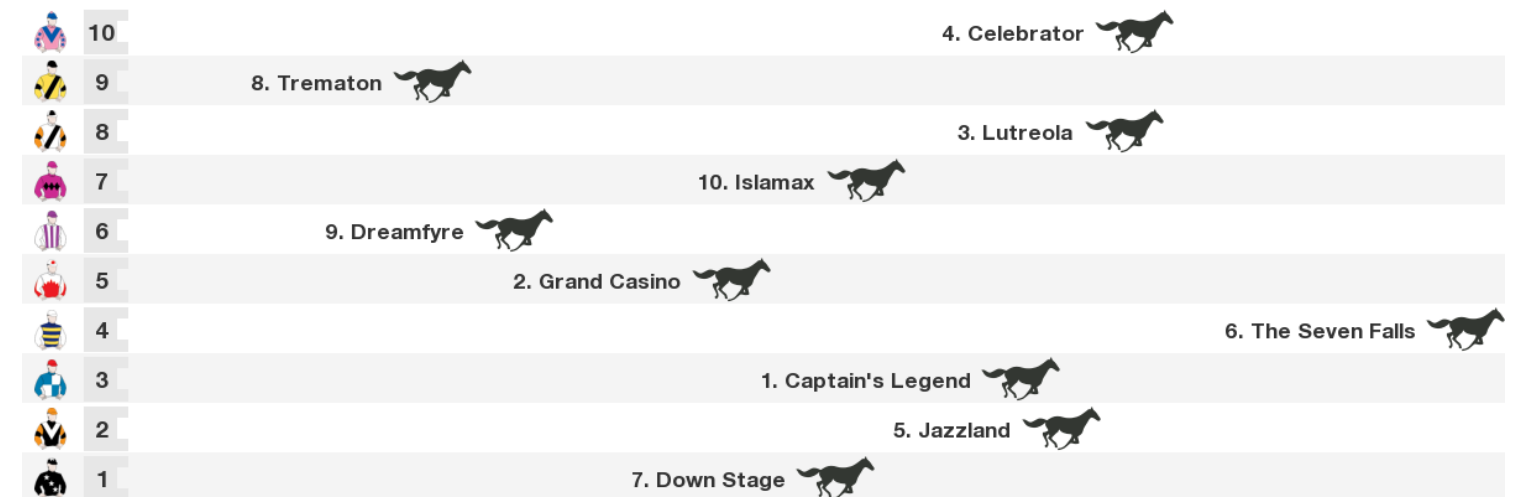 10 4. Celebrator
9 8. Trematon
8 3. Lutreola
7 10. Islamax
6 9. Dreamfyre
5 2. Grand Casino
4 6. The Seven Falls
3 1. Captain's Legend
2 5. Jazzland
1 7. Down Stage